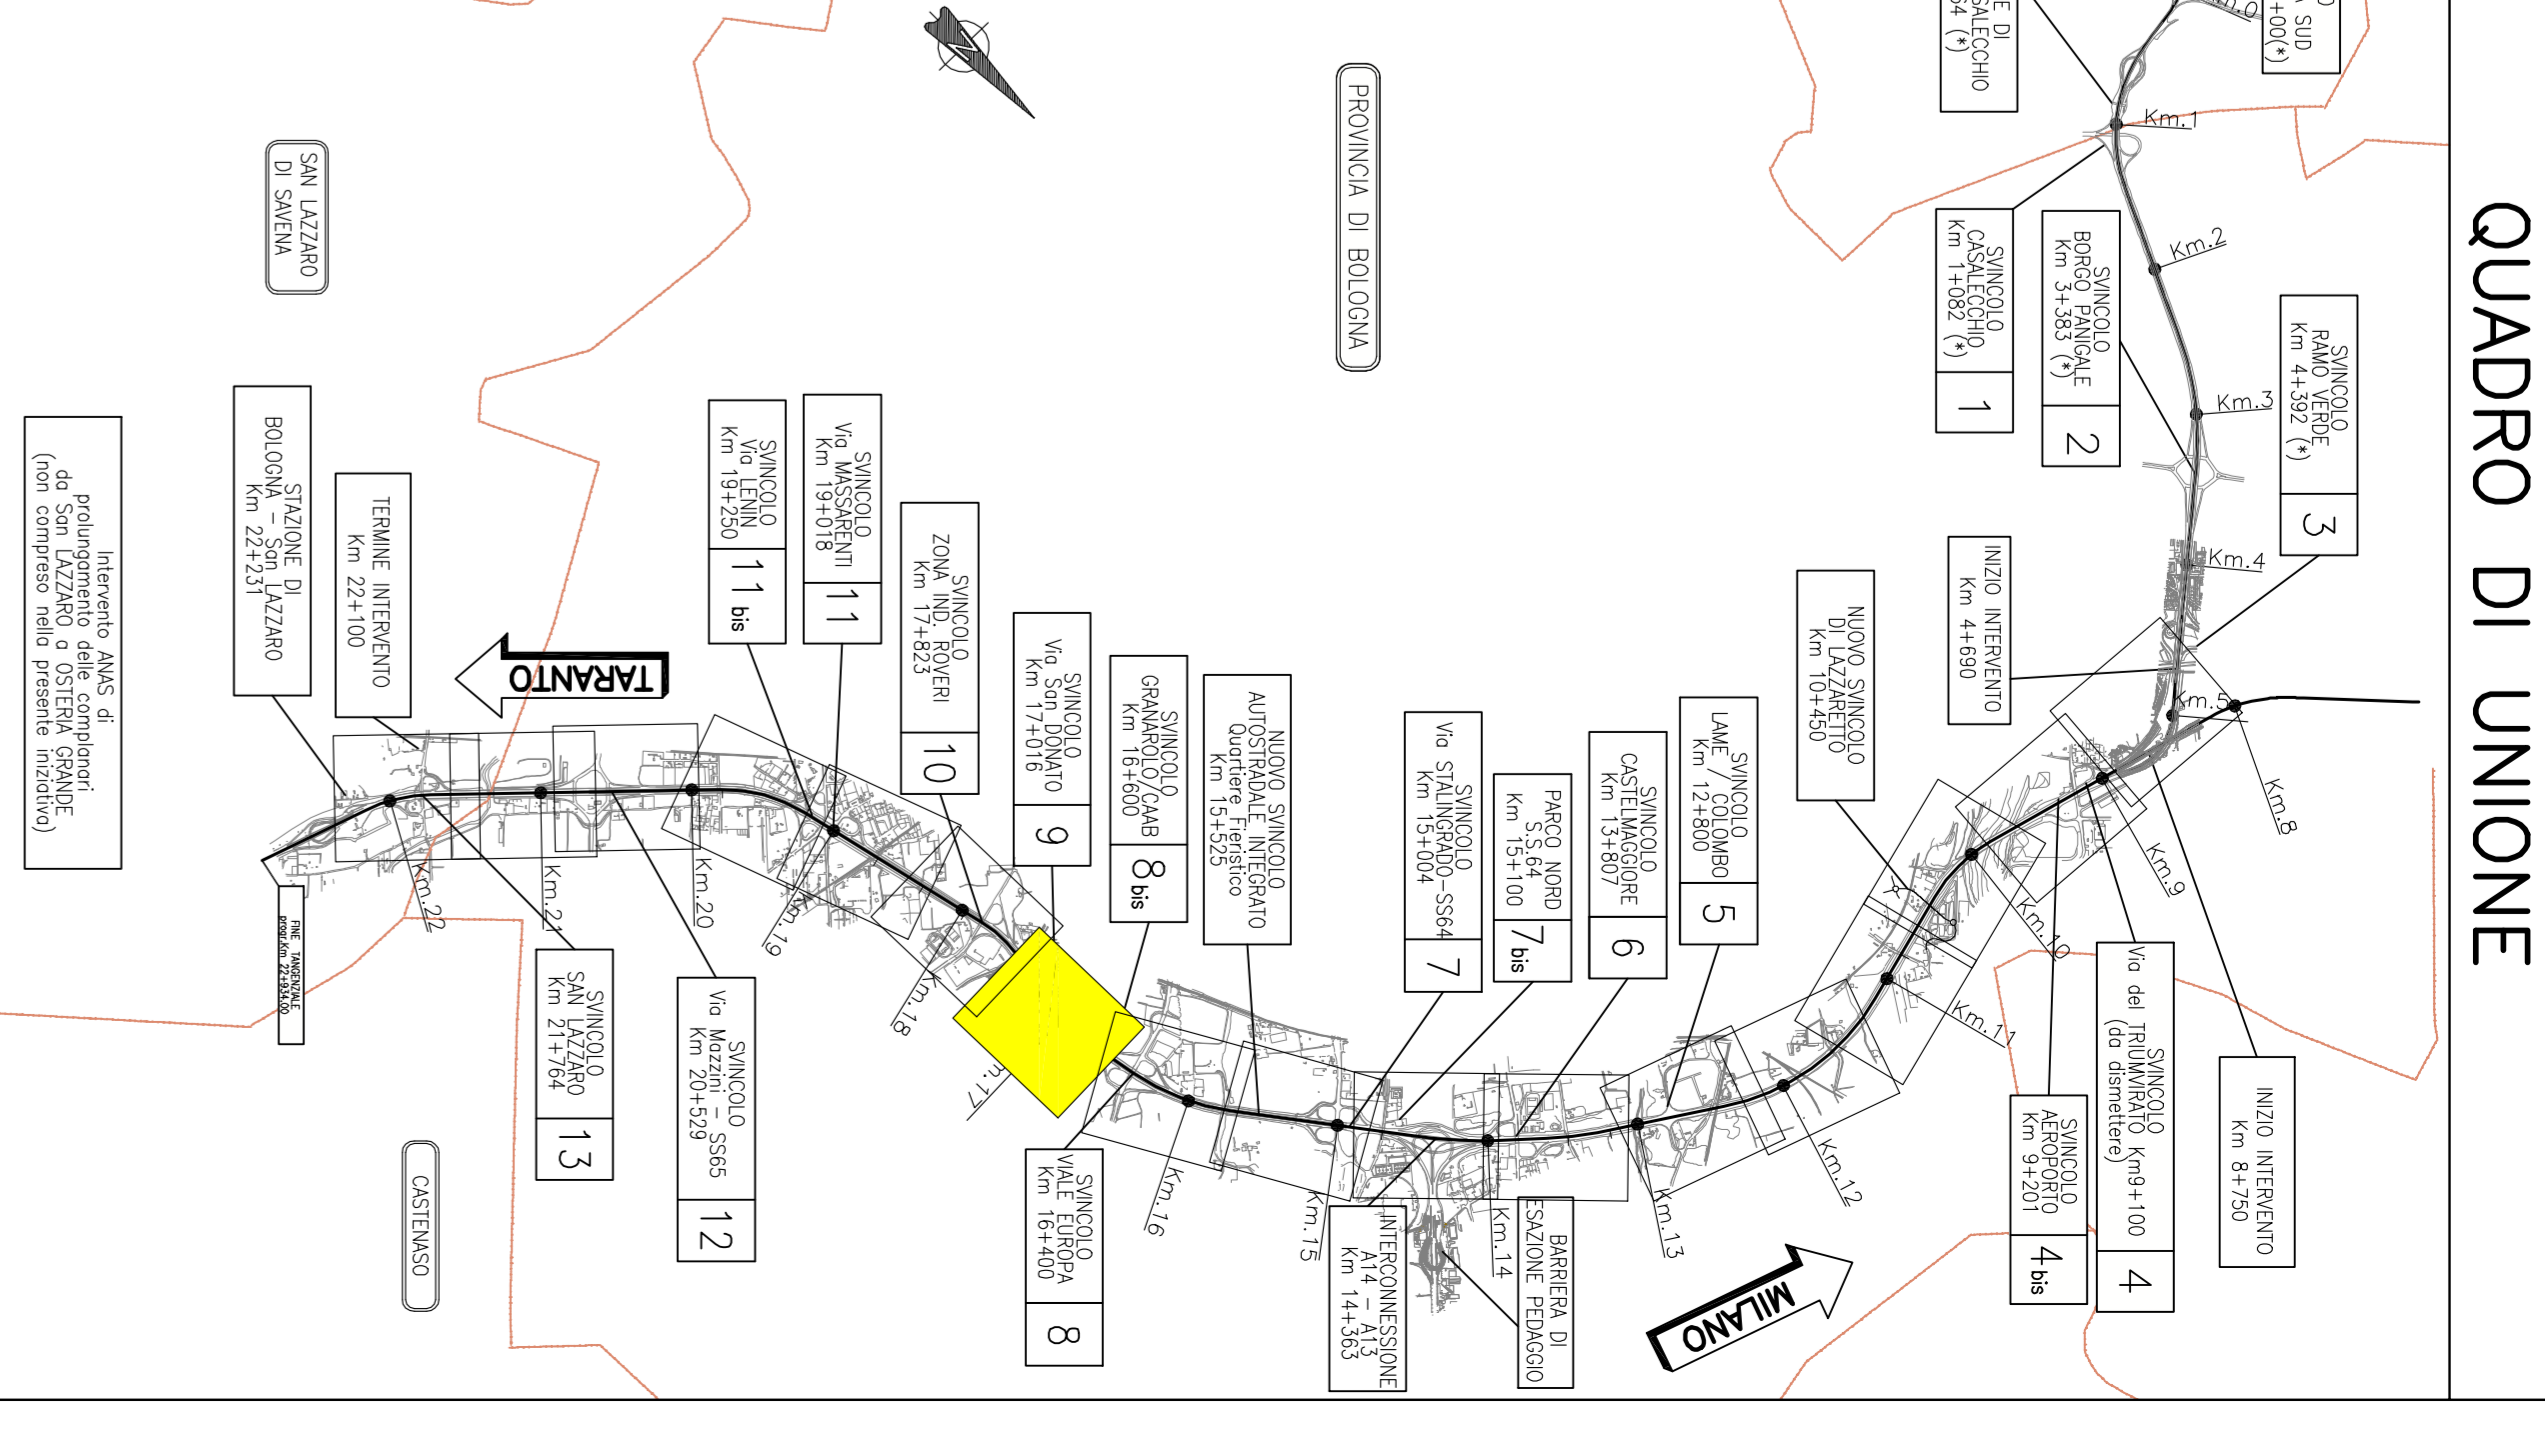 QUADRO DI UNIONE
SUD
+00(*)
E DI
SALECCHIO
64 (*)
Km.1
Km.2
Km.3
Km.4
Km.5
Km.8
Km.9
Km.10
Km.11
Km.12
Km.13
Km.14
Km.15
Km.16
Km.18
Km.19
Km.20
Km.21
Km.22
SVINCOLO
RAMO VERDE
Km 4+392 (*)
3
SVINCOLO
BORGO PANIGALE
Km 3+383 (*)
2
SVINCOLO
CASALECCHIO
Km 1+082 (*)
1
INIZIO INTERVENTO
Km 4+690
INIZIO INTERVENTO
Km 8+750
SVINCOLO
Via del TRIUMVIRATO Km9+100
(da dismettere)
4
SVINCOLO
AEROPORTO
Km 9+201
4 bis
NUOVO SVINCOLO
DI LAZZARETTO
Km 10+450
SVINCOLO
LAME / COLOMBO
Km 12+800
5
SVINCOLO
CASTELMAGGIORE
Km 13+807
6
PARCO NORD
S.S.64
Km 15+100
7 bis
SVINCOLO
Via STALINGRADO-SS64
Km 15+004
7
BARRIERA DI
ESAZIONE PEDAGGIO
INTERCONNESSIONE
A14 - A13
Km 14+363
MILANO
PROVINCIA DI BOLOGNA
NUOVO SVINCOLO
AUTOSTRADALE INTEGRATO
Quartiere Fieristico
Km 15+525
SVINCOLO
GRANAROLO/CAAB
Km 16+600
8 bis
SVINCOLO
VIALE EUROPA
Km 16+400
8
SVINCOLO
Via San DONATO
Km 17+016
9
SVINCOLO
ZONA IND. ROVERI
Km 17+823
10
SVINCOLO
Via MASSARENTI
Km 19+018
11
SVINCOLO
Via LENIN
Km 19+250
11 bis
SVINCOLO
Via Mazzini - SS65
Km 20+529
12
SVINCOLO
SAN LAZZARO
Km 21+764
13
TARANTO
CASTENASO
TERMINE INTERVENTO
Km 22+100
SAN LAZZARO
DI SAVENA
STAZIONE DI
BOLOGNA - San LAZZARO
Km 22+231
FINE TANGENZIALE
progr.Km 22+934.00
Intervento ANAS di
prolungamento delle complanari
da San LAZZARO a OSTERIA GRANDE
(non compreso nella presente iniziativa)